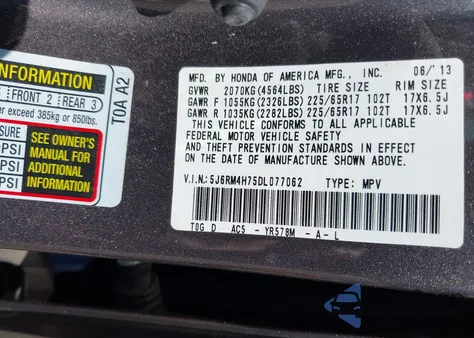 INFORMATION
FRONT 2 REAR 3
er exceed 385kg or 850lbs.
SURE
PSI
PSI
SEE OWNER'S
MANUAL FOR
ADDITIONAL
INFORMATION
T0A A2
MFD. BY HONDA OF AMERICA MFG., INC. 06/'13
GVWR 2070KG(4564LBS) TIRE SIZE RIM SIZE
GAWR F 1055KG(2326LBS)225/65R17 102T 17X6.5J
GAWR R 1035KG(2282LBS)225/65R17 102T 17X6.5J
THIS VEHICLE CONFORMS TO ALL APPLICABLE
FEDERAL MOTOR VEHICLE SAFETY
AND THEFT PREVENTION STANDARDS IN EFFECT
ON THE DATE OF MANUFACTURE SHOWN ABOVE.
V.I.N.:5J6RM4H75DL077062 TYPE: MPV
T0G D AC5 - YR578M - A - L